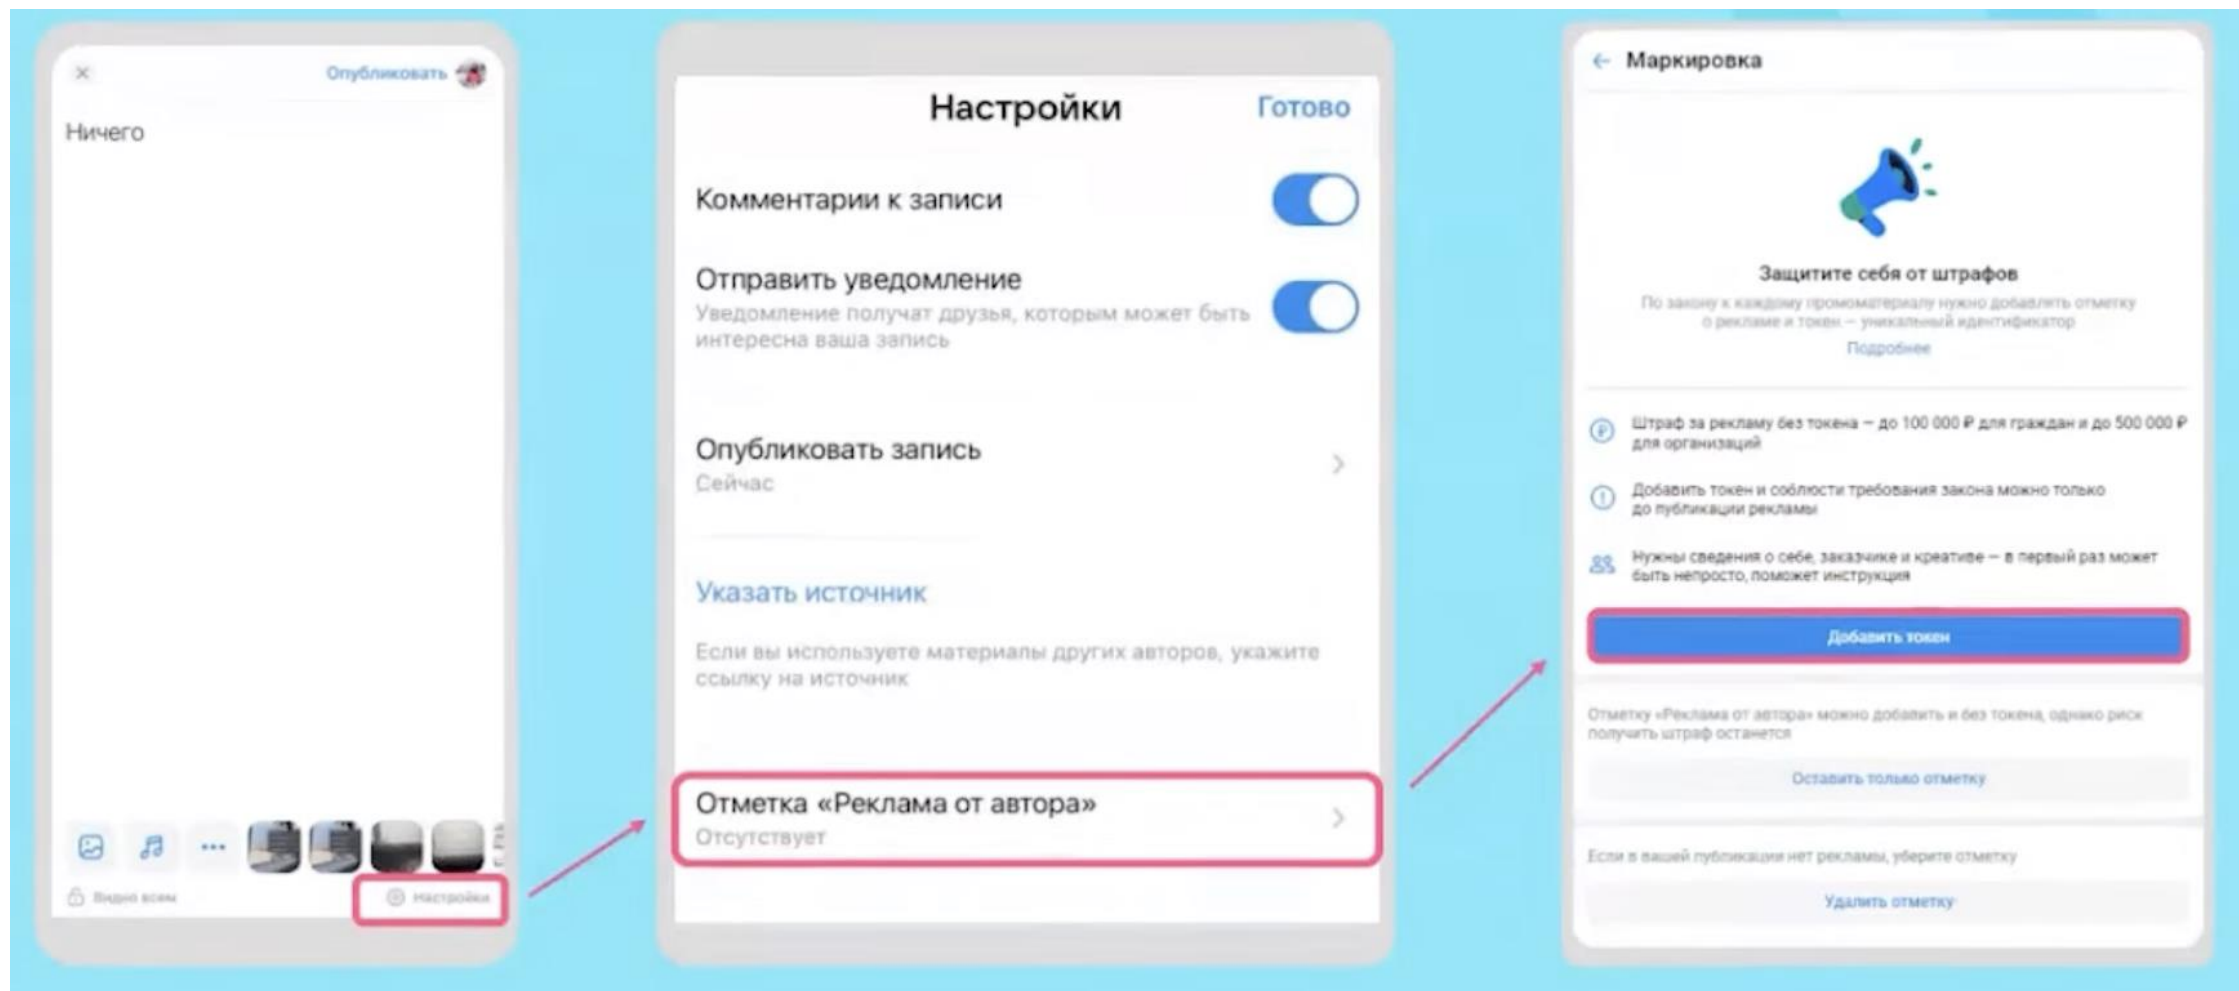 Опубликовать
Ничего
Видно всем
Настройки
Настройки
Готово
Комментарии к записи
Отправить уведомление
Уведомление получат друзья, которым может быть
интересна ваша запись
Опубликовать запись
Сейчас
Указать источник
Если вы используете материалы других авторов, укажите
ссылку на источник
Отметка «Реклама от автора»
Отсутствует
Маркировка
Защитите себя от штрафов
По закону к каждому промоматериалу нужно добавлять отметку
о рекламе и токен — уникальный идентификатор
Подробнее
Штраф за рекламу без токена — до 100 000 ₽ для граждан и до 500 000 ₽
для организаций
Добавить токен и соблюсти требования закона можно только
до публикации рекламы
Нужны сведения о себе, заказчике и креативе — в первый раз может
быть непросто, поможет инструкция
Добавить токен
Отметку «Реклама от автора» можно добавить и без токена, однако риск
получить штраф останется
Оставить только отметку
Если в вашей публикации нет рекламы, уберите отметку
Удалить отметку